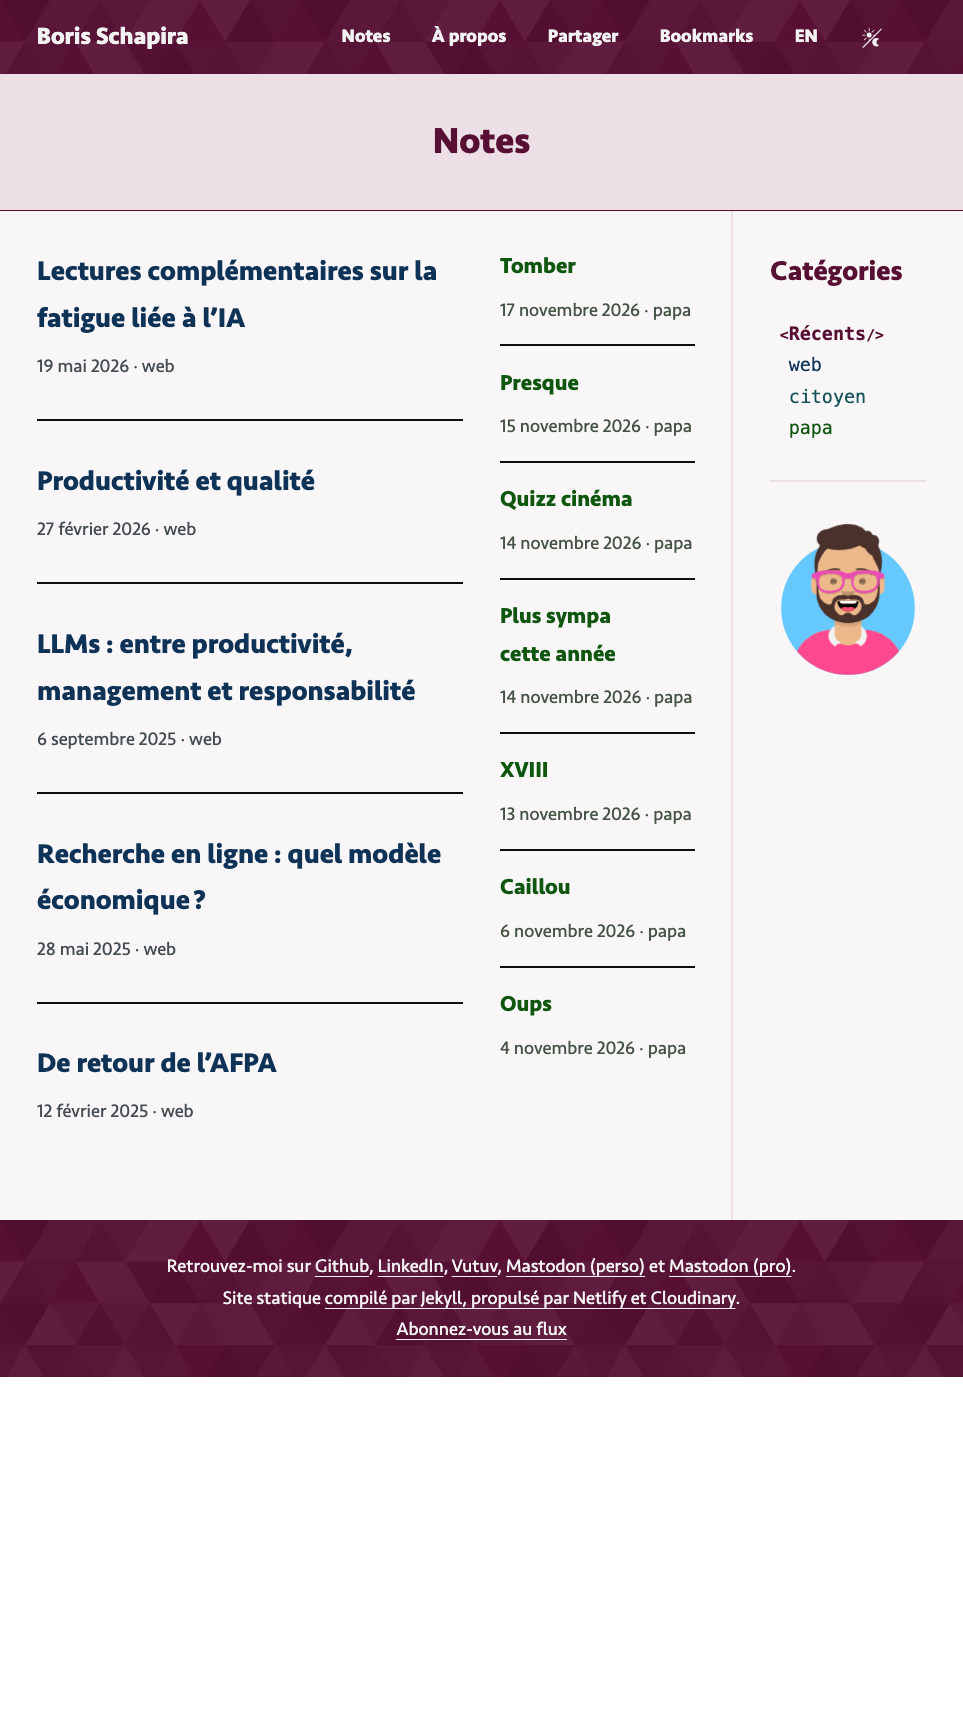 Boris Schapira
Notes
À propos
Partager
Bookmarks
EN
Notes
Lectures complémentaires sur la
fatigue liée à l’IA
19 mai 2026 · web
Productivité et qualité
27 février 2026 · web
LLMs : entre productivité,
management et responsabilité
6 septembre 2025 · web
Recherche en ligne : quel modèle
économique ?
28 mai 2025 · web
De retour de l’AFPA
12 février 2025 · web
Tomber
17 novembre 2026 · papa
Presque
15 novembre 2026 · papa
Quizz cinéma
14 novembre 2026 · papa
Plus sympa
cette année
14 novembre 2026 · papa
XVIII
13 novembre 2026 · papa
Caillou
6 novembre 2026 · papa
Oups
4 novembre 2026 · papa
Catégories
<Récents/>
web
citoyen
papa
Retrouvez-moi sur Github, LinkedIn, Vutuv, Mastodon (perso) et Mastodon (pro).
Site statique compilé par Jekyll, propulsé par Netlify et Cloudinary.
Abonnez-vous au flux